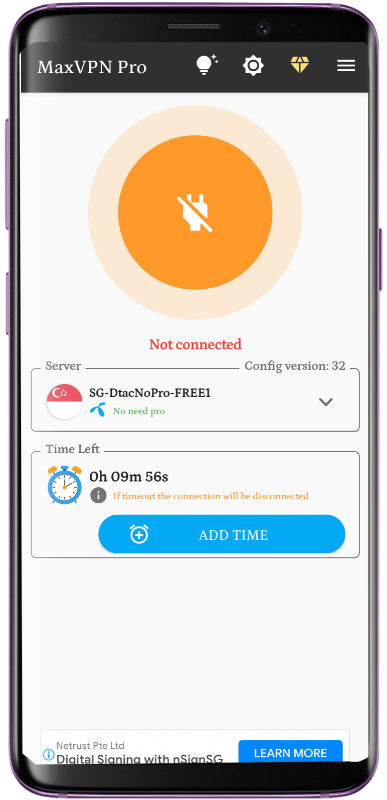 MaxVPN Pro
Not connected
Server
Config version: 32
SG-DtacNoPro-FREE1
No need pro
Time Left
0h 09m 56s
If timeout the connection will be disconnected
ADD TIME
Netrust Pte Ltd
Digital Signing with nSignSG
LEARN MORE